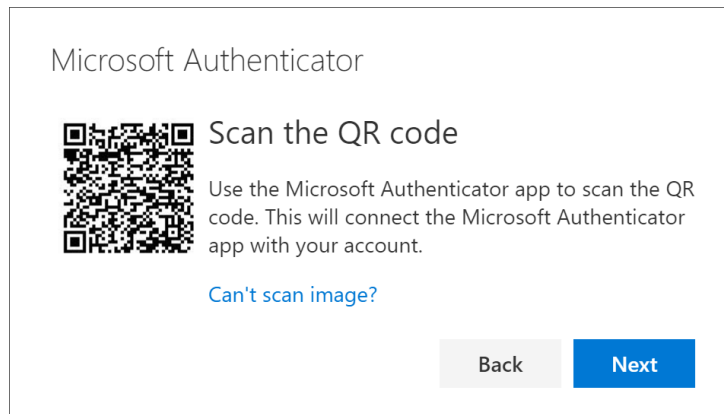 Microsoft Authenticator
Scan the QR code
Use the Microsoft Authenticator app to scan the QR
code. This will connect the Microsoft Authenticator
app with your account.
Can't scan image?
Back
Next